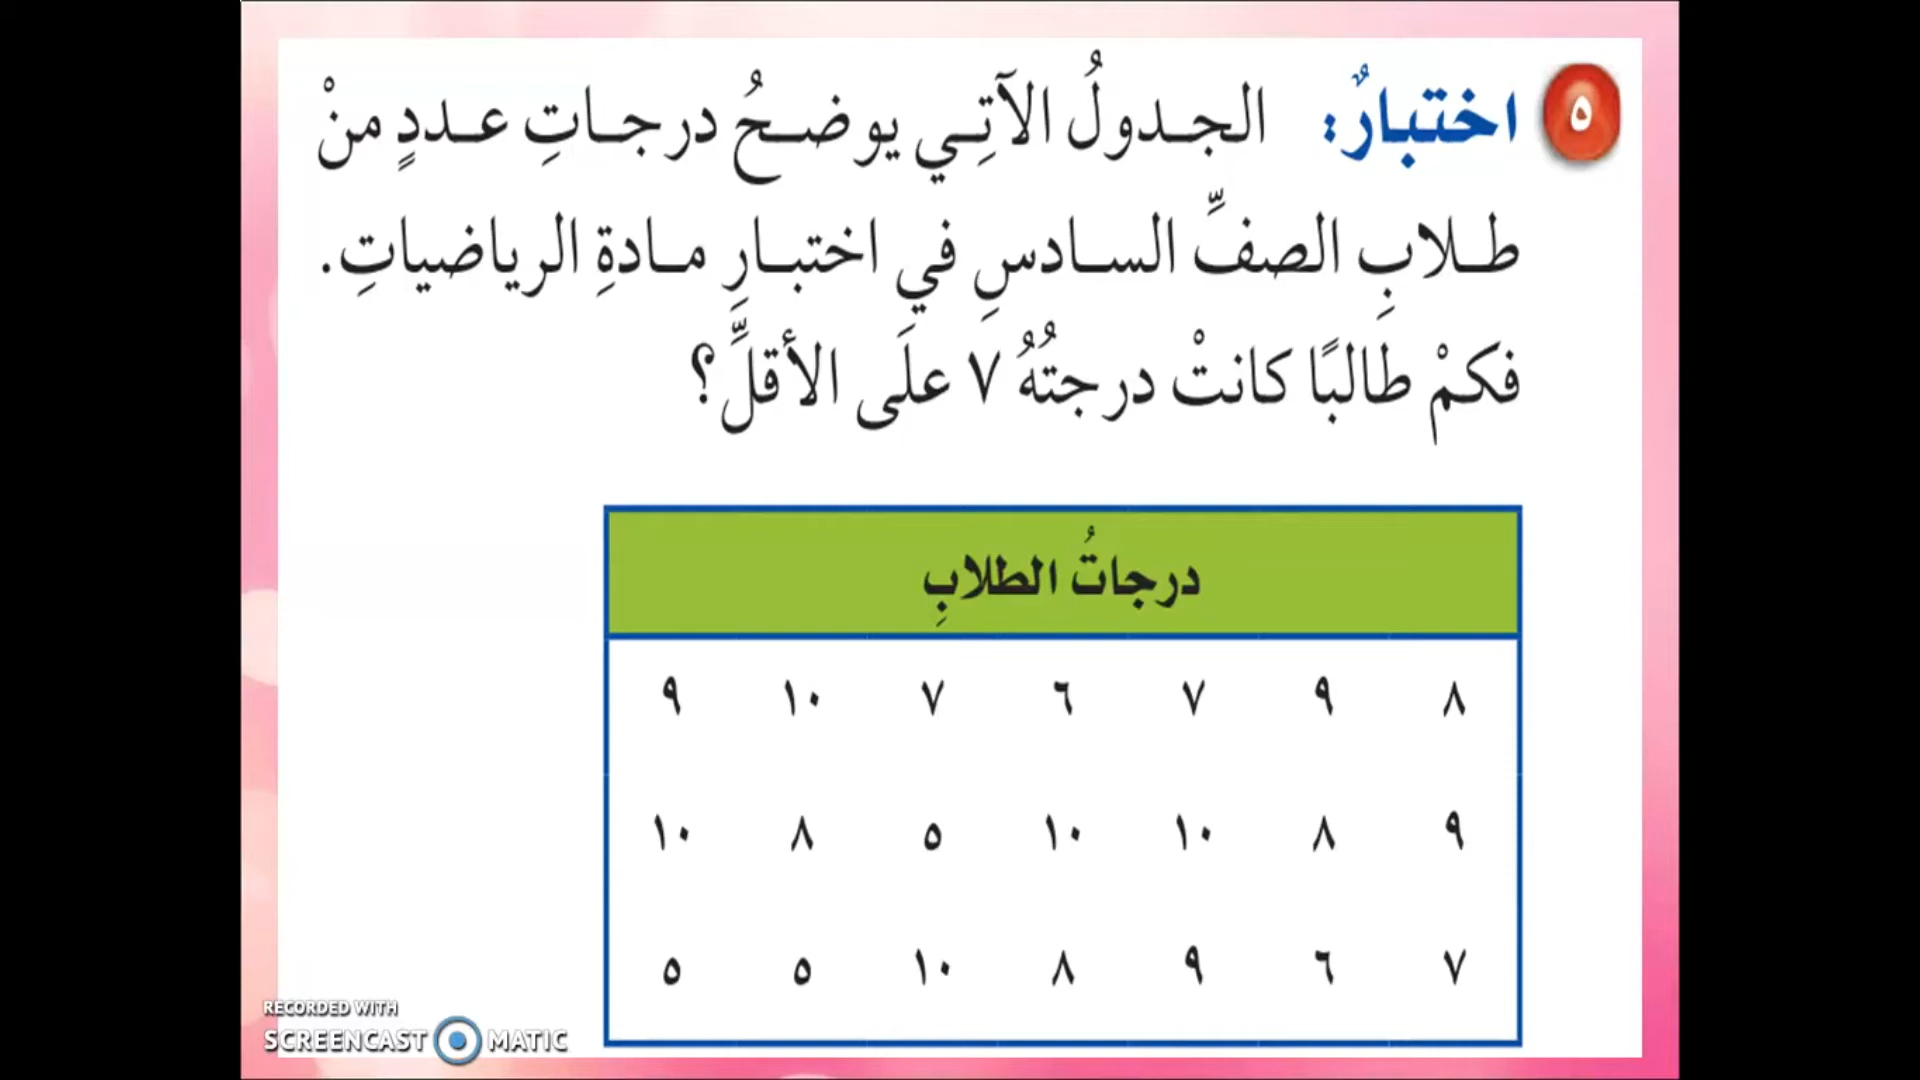 ٥ اختبارٌ: الجدولُ الآتِي يوضحُ درجاتِ عددٍ منْ
طلابِ الصفِّ السادسِ في اختبارِ مادةِ الرياضياتِ.
فكمْ طالبًا كانتْ درجتُهُ ٧ علَى الأقلِّ؟
درجاتُ الطلابِ
٨ ٩ ٧ ٦ ٧ ١٠ ٩
٩ ٨ ١٠ ١٠ ٥ ٨ ١٠
٧ ٦ ٩ ٨ ١٠ ٥ ٥
RECORDED WITH
SCREENCAST MATIC